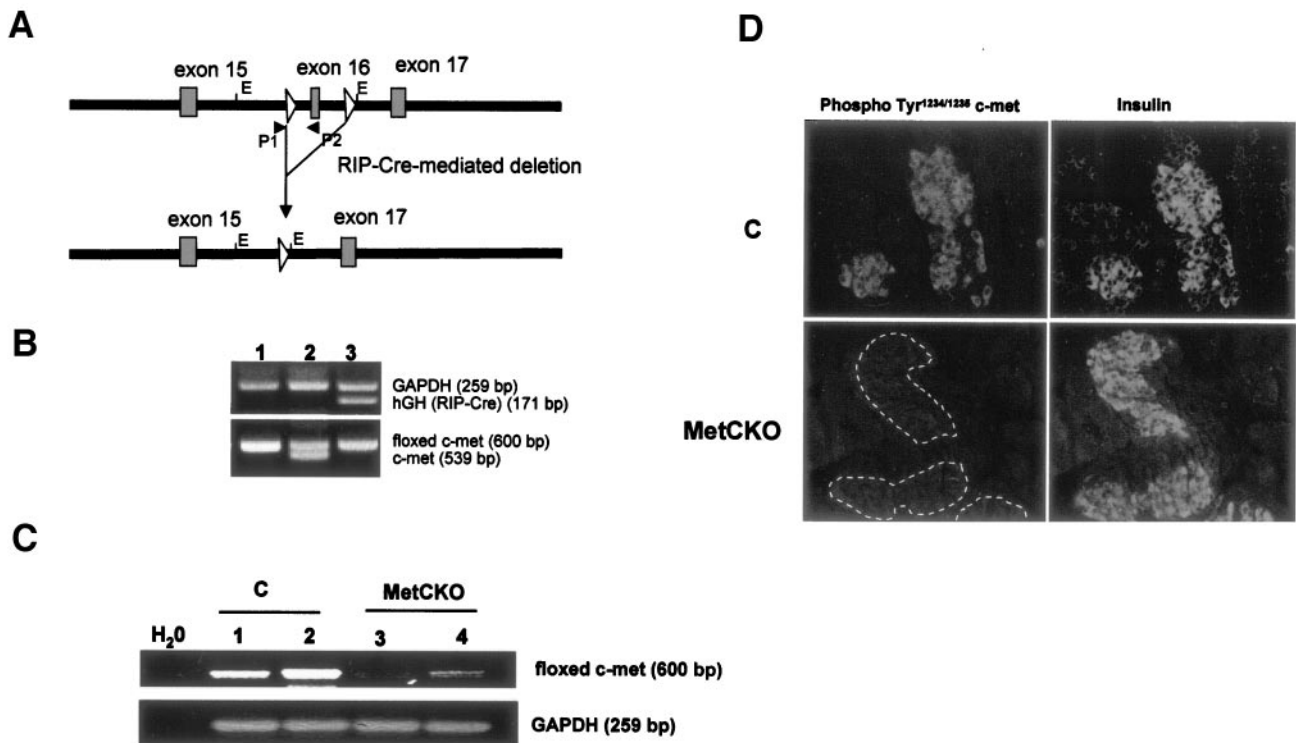 A
exon 15
exon 16
exon 17
E
E
P1
P2
RIP-Cre-mediated deletion
exon 15
exon 17
E
E
B
1 2 3
GAPDH (259 bp)
hGH (RIP-Cre) (171 bp)
floxed c-met (600 bp)
c-met (539 bp)
C
C
MetCKO
H₂0
1 2 3 4
floxed c-met (600 bp)
GAPDH (259 bp)
D
Phospho Tyr¹²³⁴/¹²³⁵ c-met
Insulin
C
MetCKO